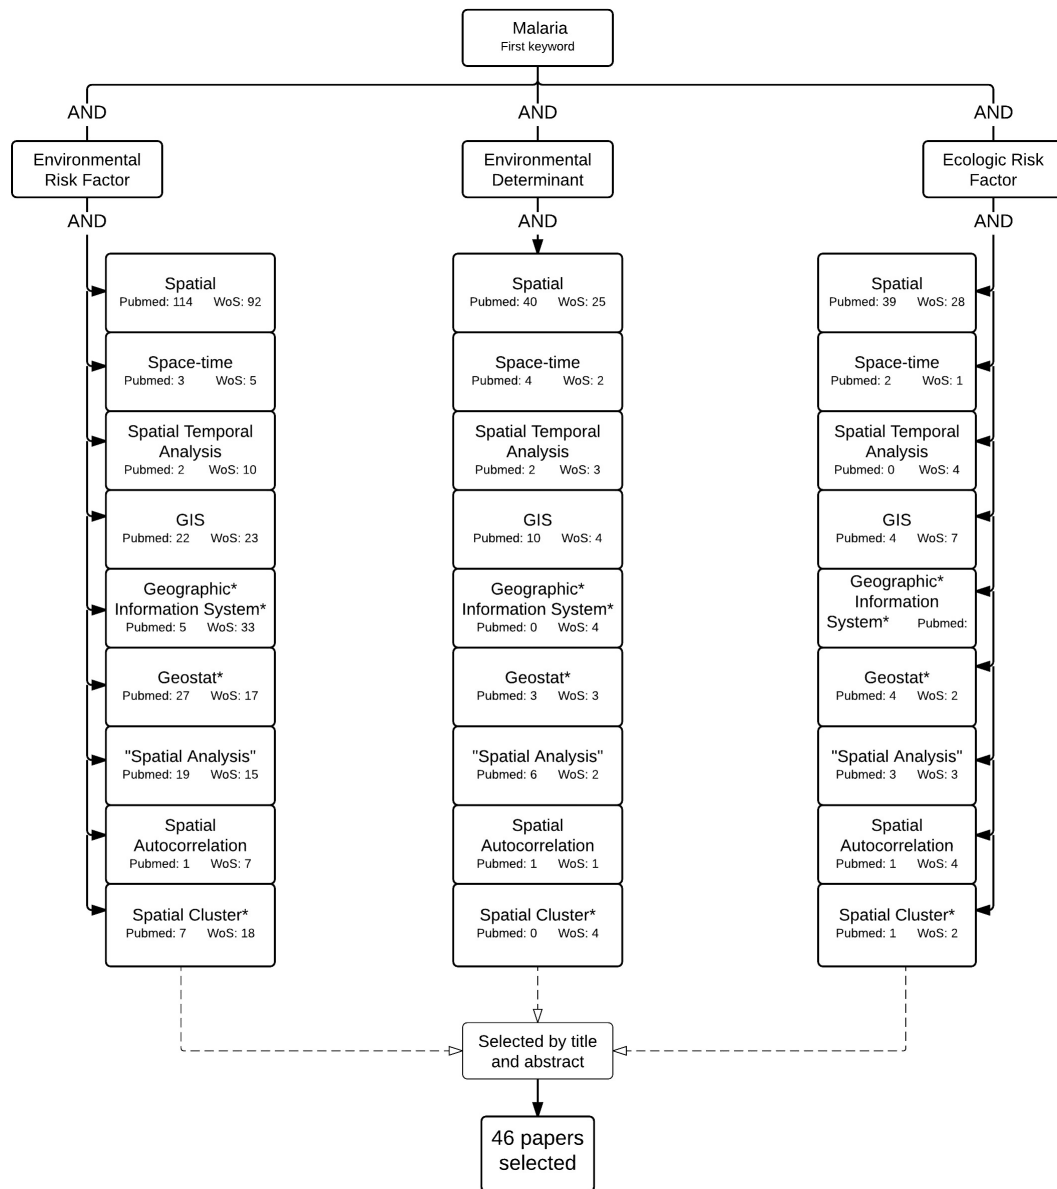 Malaria
First keyword
AND
AND
AND
Environmental
Risk Factor
Environmental
Determinant
Ecologic Risk
Factor
AND
AND
AND
Spatial
Pubmed: 114 WoS: 92
Space-time
Pubmed: 3 WoS: 5
Spatial Temporal
Analysis
Pubmed: 2 WoS: 10
GIS
Pubmed: 22 WoS: 23
Geographic*
Information System*
Pubmed: 5 WoS: 33
Geostat*
Pubmed: 27 WoS: 17
"Spatial Analysis"
Pubmed: 19 WoS: 15
Spatial
Autocorrelation
Pubmed: 1 WoS: 7
Spatial Cluster*
Pubmed: 7 WoS: 18
Spatial
Pubmed: 40 WoS: 25
Space-time
Pubmed: 4 WoS: 2
Spatial Temporal
Analysis
Pubmed: 2 WoS: 3
GIS
Pubmed: 10 WoS: 4
Geographic*
Information System*
Pubmed: 0 WoS: 4
Geostat*
Pubmed: 3 WoS: 3
"Spatial Analysis"
Pubmed: 6 WoS: 2
Spatial
Autocorrelation
Pubmed: 1 WoS: 1
Spatial Cluster*
Pubmed: 0 WoS: 4
Spatial
Pubmed: 39 WoS: 28
Space-time
Pubmed: 2 WoS: 1
Spatial Temporal
Analysis
Pubmed: 0 WoS: 4
GIS
Pubmed: 4 WoS: 7
Geographic*
Information
System* Pubmed:
Geostat*
Pubmed: 4 WoS: 2
"Spatial Analysis"
Pubmed: 3 WoS: 3
Spatial
Autocorrelation
Pubmed: 1 WoS: 4
Spatial Cluster*
Pubmed: 1 WoS: 2
Selected by title
and abstract
46 papers
selected